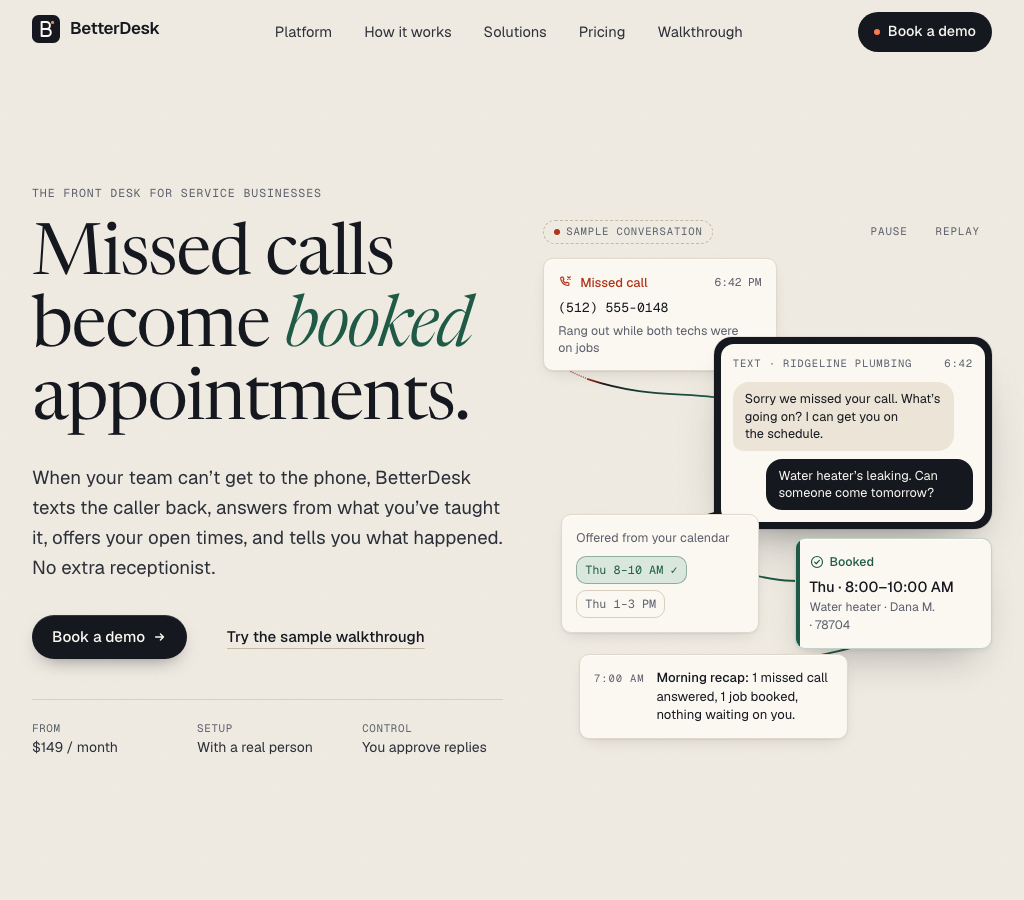 BetterDesk
Platform
How it works
Solutions
Pricing
Walkthrough
Book a demo
THE FRONT DESK FOR SERVICE BUSINESSES
Missed calls
become booked
appointments.
When your team can’t get to the phone, BetterDesk
texts the caller back, answers from what you’ve taught
it, offers your open times, and tells you what happened.
No extra receptionist.
Book a demo →
Try the sample walkthrough
FROM
$149 / month
SETUP
With a real person
CONTROL
You approve replies
SAMPLE CONVERSATION
PAUSE
REPLAY
Missed call
6:42 PM
(512) 555-0148
Rang out while both techs were
on jobs
TEXT · RIDGELINE PLUMBING
6:42
Sorry we missed your call. What’s
going on? I can get you on
the schedule.
Water heater’s leaking. Can
someone come tomorrow?
Offered from your calendar
Thu 8–10 AM ✓
Thu 1–3 PM
Booked
Thu · 8:00–10:00 AM
Water heater · Dana M.
· 78704
7:00 AM
Morning recap: 1 missed call
answered, 1 job booked,
nothing waiting on you.